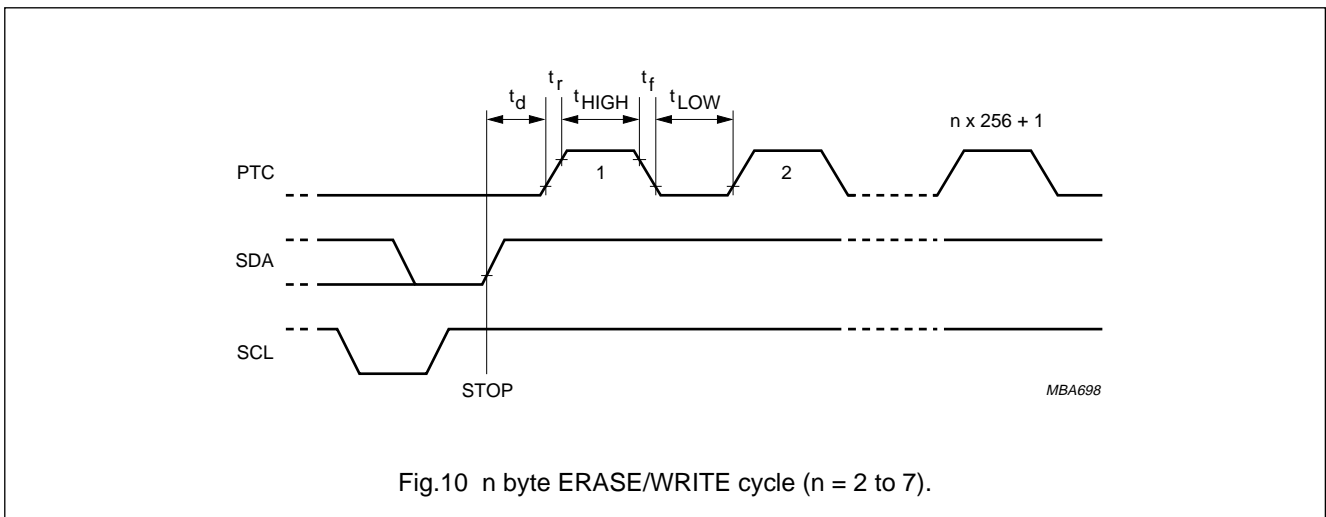 t_d t_r t_HIGH t_f t_LOW
n x 256 + 1
PTC 1 2
SDA
SCL
STOP
MBA698
Fig.10 n byte ERASE/WRITE cycle (n = 2 to 7).